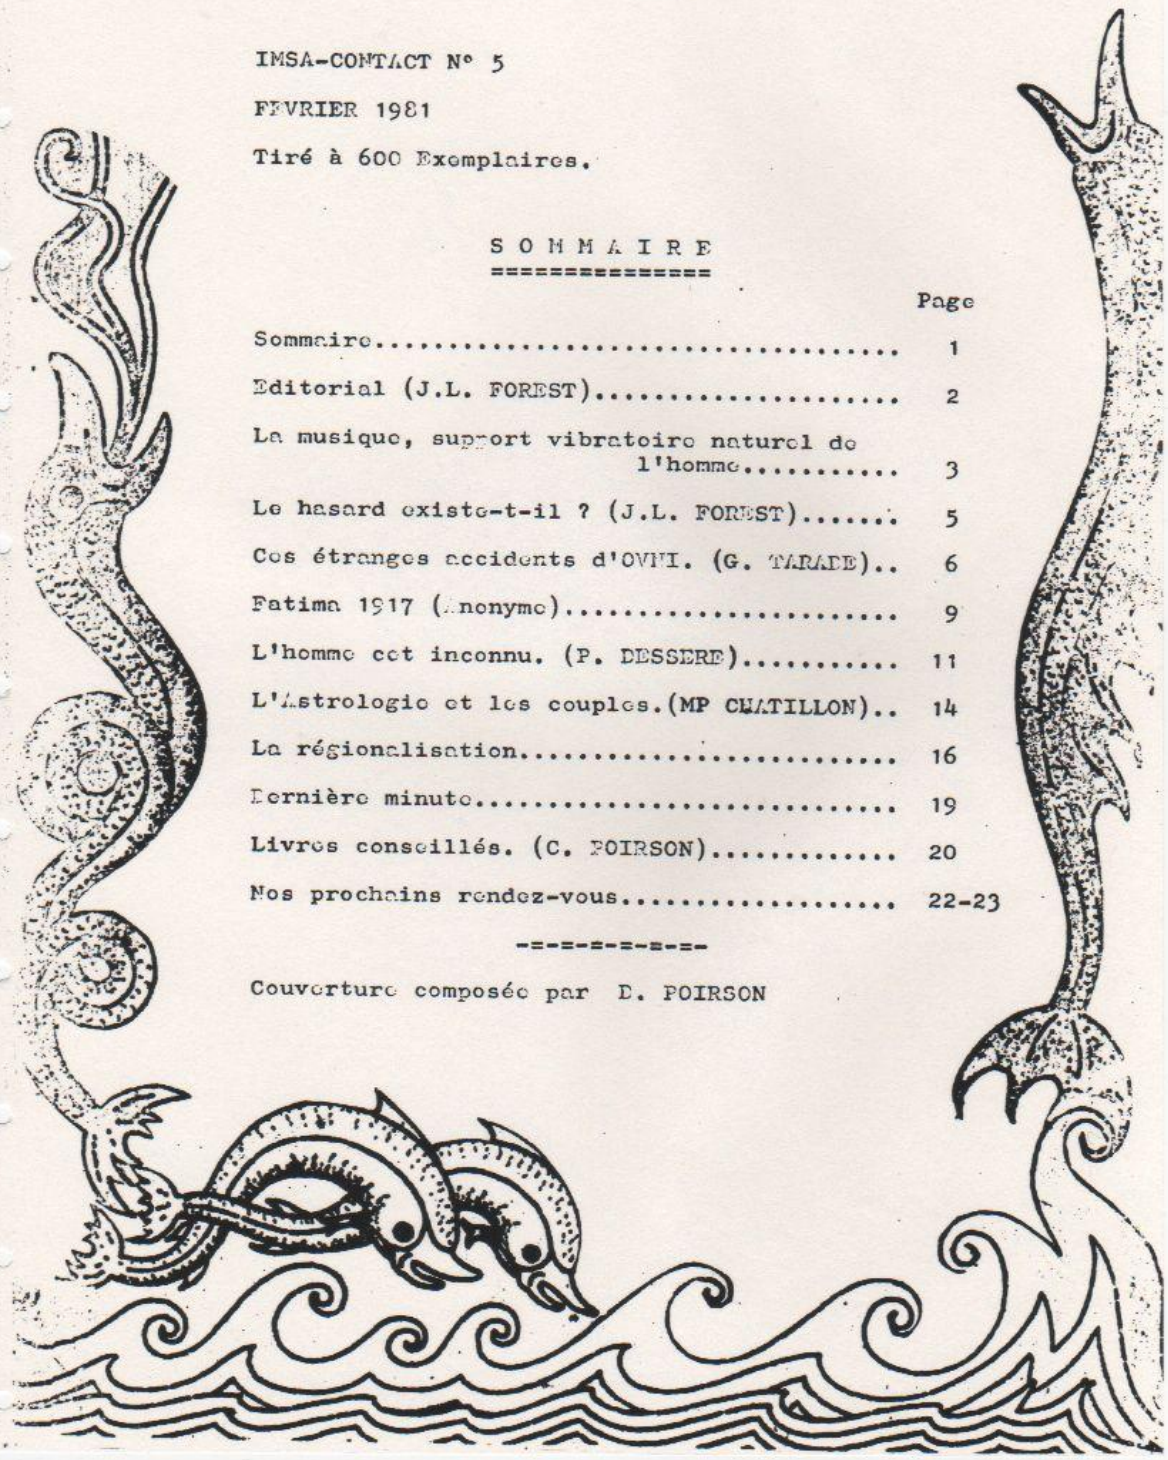 IMSA-CONTACT N° 5
FEVRIER 1981
Tiré à 600 Exemplaires.
S O M M A I R E
===============
Page
Sommaire.................................... 1
Editorial (J.L. FOREST)..................... 2
La musique, support vibratoire naturel de
l'homme........... 3
Le hasard existe-t-il ? (J.L. FOREST)....... 5
Ces étranges accidents d'OVNI. (G. TARADE).. 6
Fatima 1917 (Anonyme)....................... 9
L'homme cet inconnu. (P. DESSERE)........... 11
L'Astrologie et les couples.(MP CHATILLON).. 14
La régionalisation.......................... 16
Dernière minute............................. 19
Livres conseillés. (C. POIRSON)............. 20
Nos prochains rendez-vous................... 22-23
-=-=-=-=-=-=-
Couverture composée par D. POIRSON